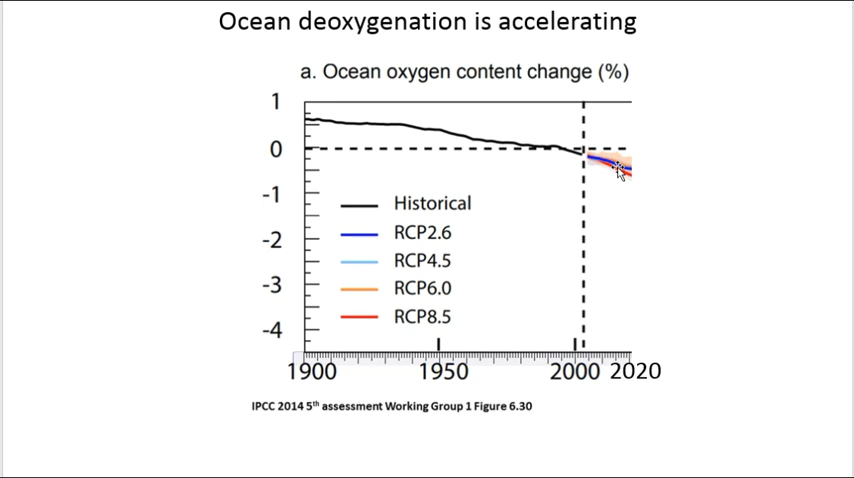 Ocean deoxygenation is accelerating
a. Ocean oxygen content change (%)
1
0
-1
-2
-3
-4
Historical
RCP2.6
RCP4.5
RCP6.0
RCP8.5
1900 1950 2000 2020
IPCC 2014 5th assessment Working Group 1 Figure 6.30